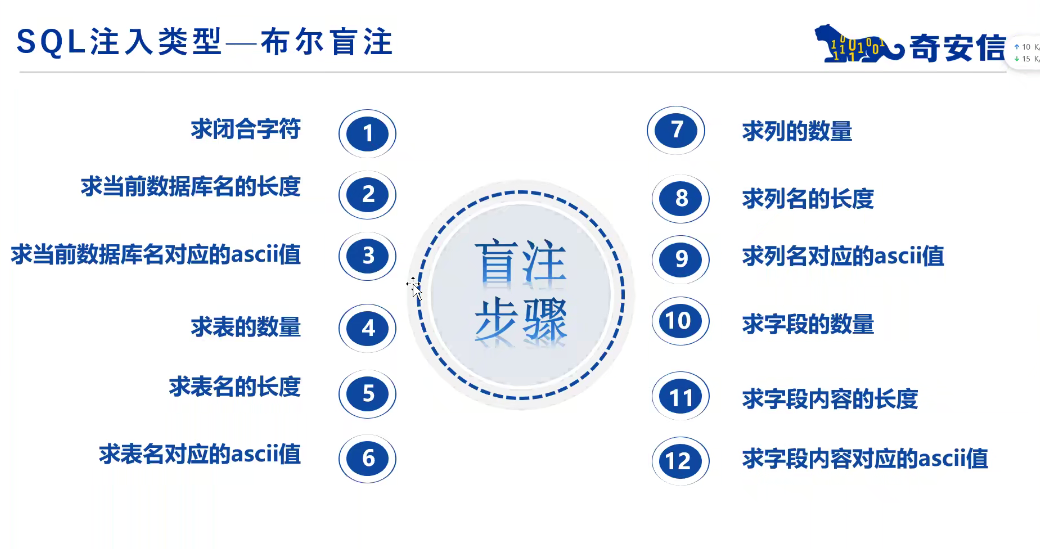 SQL注入类型—布尔盲注
奇安信
10 K/
15 K/
求闭合字符
1
求当前数据库名的长度
2
求当前数据库名对应的ascii值
3
求表的数量
4
求表名的长度
5
求表名对应的ascii值
6
盲注
步骤
7
求列的数量
8
求列名的长度
9
求列名对应的ascii值
10
求字段的数量
11
求字段内容的长度
12
求字段内容对应的ascii值